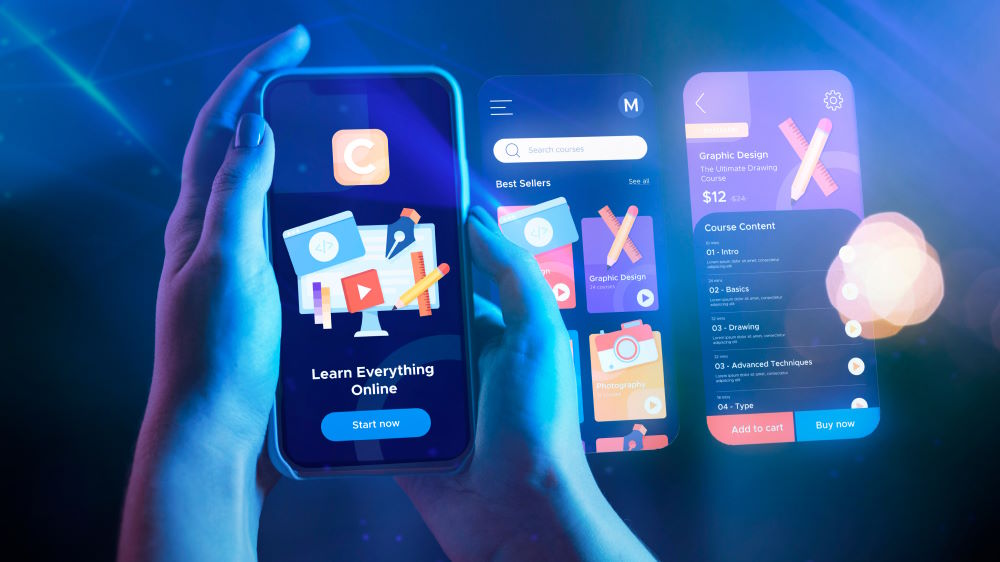 C
</>
Learn Everything
Online
Start now
M
Search courses
Best Sellers
See all
Graphic Design
24 courses
Photography
Graphic Design
The Ultimate Drawing
Course
$12 $24
Course Content
01 - Intro
Lorem ipsum dolor sit amet, consectetur
adipiscing elit
02 - Basics
Lorem ipsum dolor sit amet, consectetur
adipiscing elit
03 - Drawing
Lorem ipsum dolor sit amet, consectetur
adipiscing elit
03 - Advanced Techniques
Lorem ipsum dolor sit amet, consectetur
adipiscing elit
04 - Type
Add to cart
Buy now